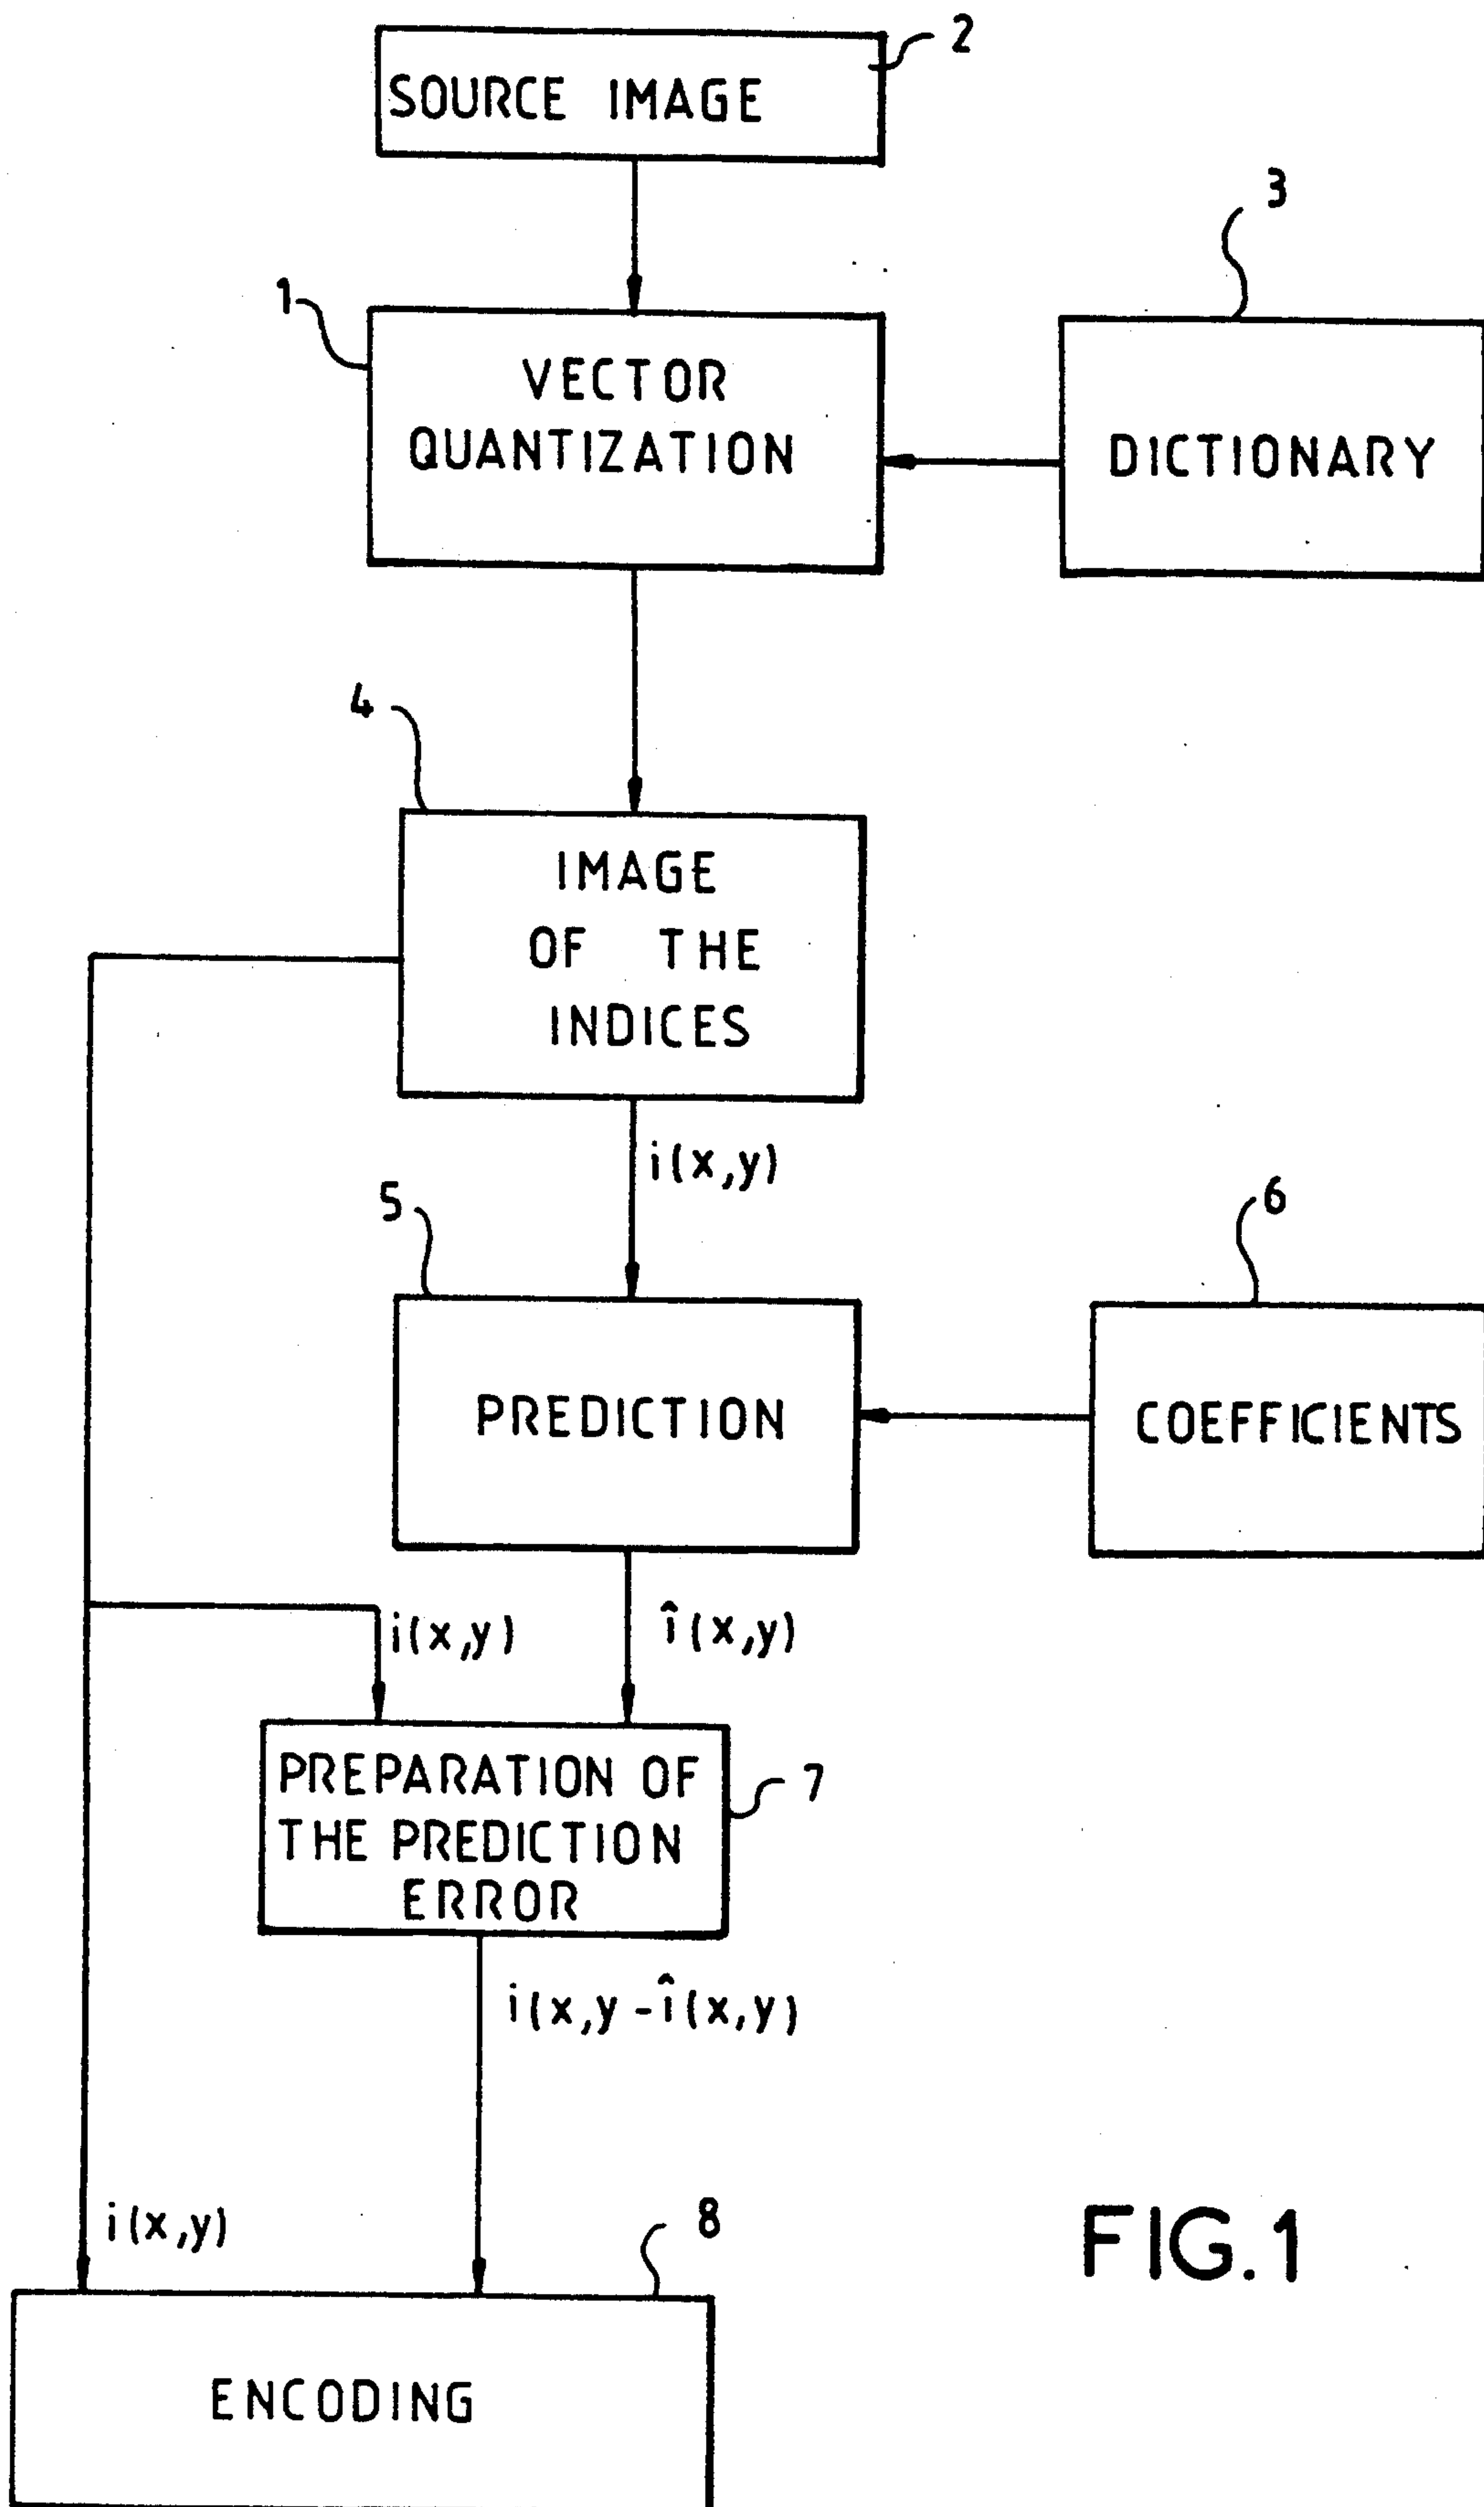 2
SOURCE IMAGE
3
1
VECTOR
QUANTIZATION
DICTIONARY
4
IMAGE
OF THE
INDICES
i(x,y)
5
6
PREDICTION
COEFFICIENTS
i(x,y)
î(x,y)
PREPARATION OF
THE PREDICTION
ERROR
7
i(x,y-î(x,y)
i(x,y)
8
FIG.1
ENCODING